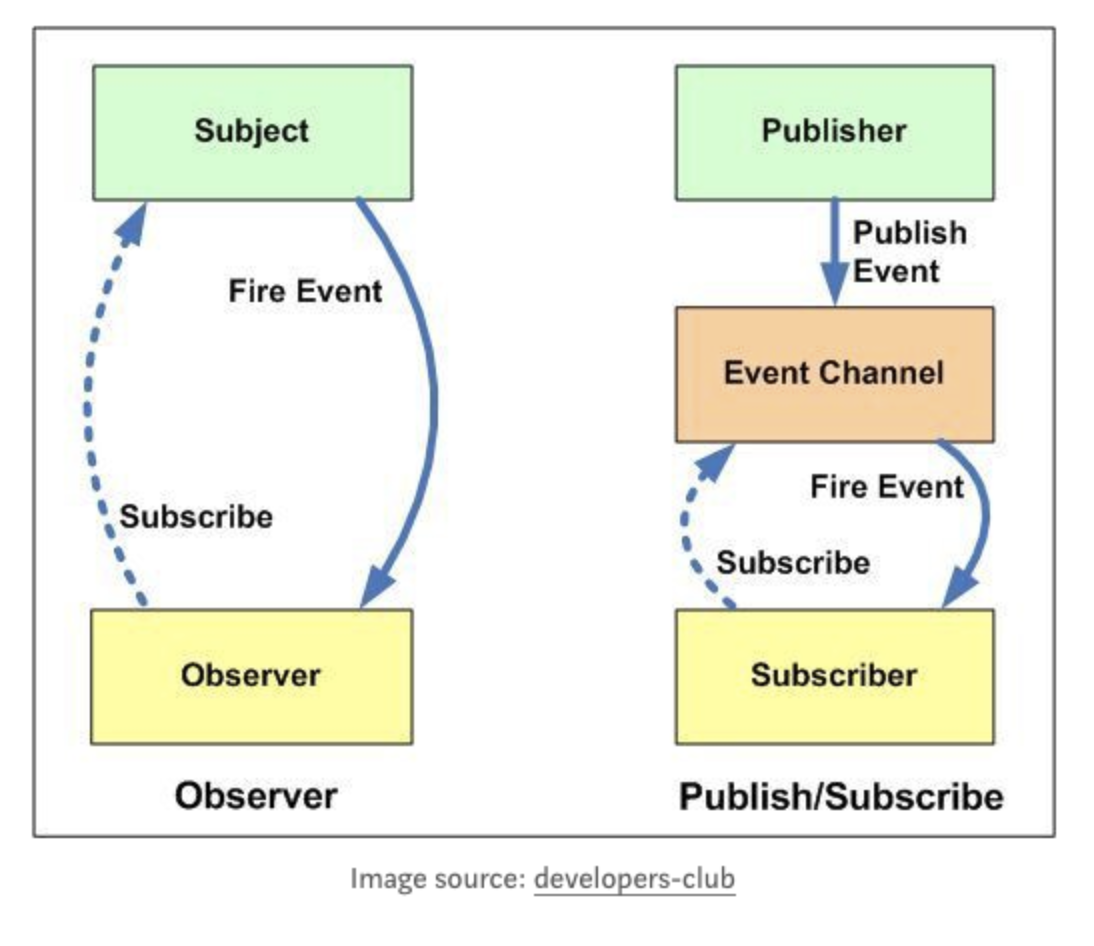 Subject
Fire Event
Subscribe
Observer
Observer
Publisher
Publish
Event
Event Channel
Fire Event
Subscribe
Subscriber
Publish/Subscribe
Image source: developers-club